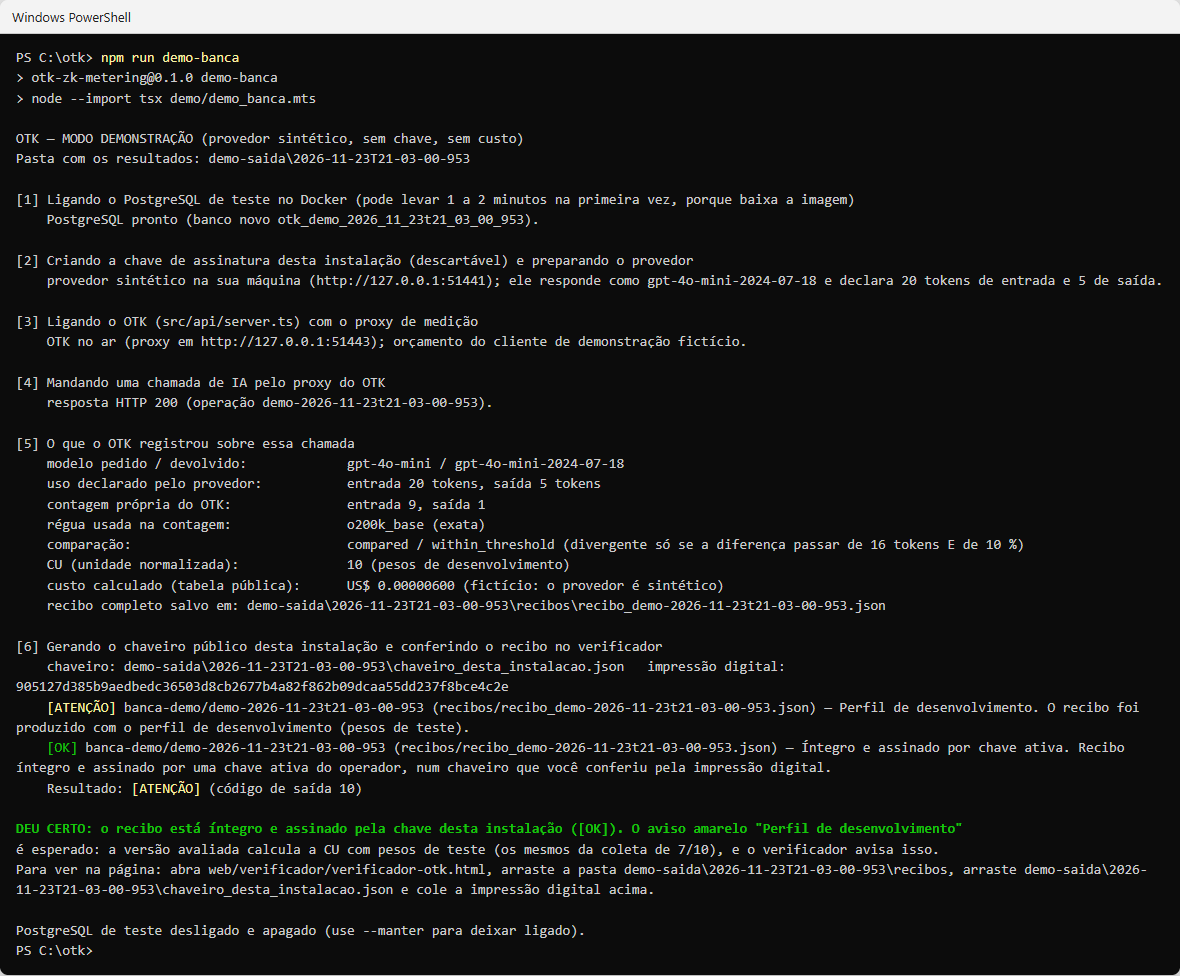 Windows PowerShell
PS C:\otk> npm run demo-banca
> otk-zk-metering@0.1.0 demo-banca
> node --import tsx demo/demo_banca.mts
OTK — MODO DEMONSTRAÇÃO (provedor sintético, sem chave, sem custo)
Pasta com os resultados: demo-saida\2026-11-23T21-03-00-953
[1] Ligando o PostgreSQL de teste no Docker (pode levar 1 a 2 minutos na primeira vez, porque baixa a imagem)
PostgreSQL pronto (banco novo otk_demo_2026_11_23t21_03_00_953).
[2] Criando a chave de assinatura desta instalação (descartável) e preparando o provedor
provedor sintético na sua máquina (http://127.0.0.1:51441); ele responde como gpt-4o-mini-2024-07-18 e declara 20 tokens de entrada e 5 de saída.
[3] Ligando o OTK (src/api/server.ts) com o proxy de medição
OTK no ar (proxy em http://127.0.0.1:51443); orçamento do cliente de demonstração fictício.
[4] Mandando uma chamada de IA pelo proxy do OTK
resposta HTTP 200 (operação demo-2026-11-23t21-03-00-953).
[5] O que o OTK registrou sobre essa chamada
modelo pedido / devolvido: gpt-4o-mini / gpt-4o-mini-2024-07-18
uso declarado pelo provedor: entrada 20 tokens, saída 5 tokens
contagem própria do OTK: entrada 9, saída 1
régua usada na contagem: o200k_base (exata)
comparação: compared / within_threshold (divergente só se a diferença passar de 16 tokens E de 10 %)
CU (unidade normalizada): 10 (pesos de desenvolvimento)
custo calculado (tabela pública): US$ 0.00000600 (fictício: o provedor é sintético)
recibo completo salvo em: demo-saida\2026-11-23T21-03-00-953\recibos\recibo_demo-2026-11-23t21-03-00-953.json
[6] Gerando o chaveiro público desta instalação e conferindo o recibo no verificador
chaveiro: demo-saida\2026-11-23T21-03-00-953\chaveiro_desta_instalacao.json impressão digital:
905127d385b9aedbedc36503d8cb2677b4a82f862b09dcaa55dd237f8bce4c2e
[ATENÇÃO] banca-demo/demo-2026-11-23t21-03-00-953 (recibos/recibo_demo-2026-11-23t21-03-00-953.json) — Perfil de desenvolvimento. O recibo foi
produzido com o perfil de desenvolvimento (pesos de teste).
[OK] banca-demo/demo-2026-11-23t21-03-00-953 (recibos/recibo_demo-2026-11-23t21-03-00-953.json) — Íntegro e assinado por chave ativa. Recibo
íntegro e assinado por uma chave ativa do operador, num chaveiro que você conferiu pela impressão digital.
Resultado: [ATENÇÃO] (código de saída 10)
DEU CERTO: o recibo está íntegro e assinado pela chave desta instalação ([OK]). O aviso amarelo "Perfil de desenvolvimento"
é esperado: a versão avaliada calcula a CU com pesos de teste (os mesmos da coleta de 7/10), e o verificador avisa isso.
Para ver na página: abra web/verificador/verificador-otk.html, arraste a pasta demo-saida\2026-11-23T21-03-00-953\recibos, arraste demo-saida\2026-
11-23T21-03-00-953\chaveiro_desta_instalacao.json e cole a impressão digital acima.
PostgreSQL de teste desligado e apagado (use --manter para deixar ligado).
PS C:\otk>